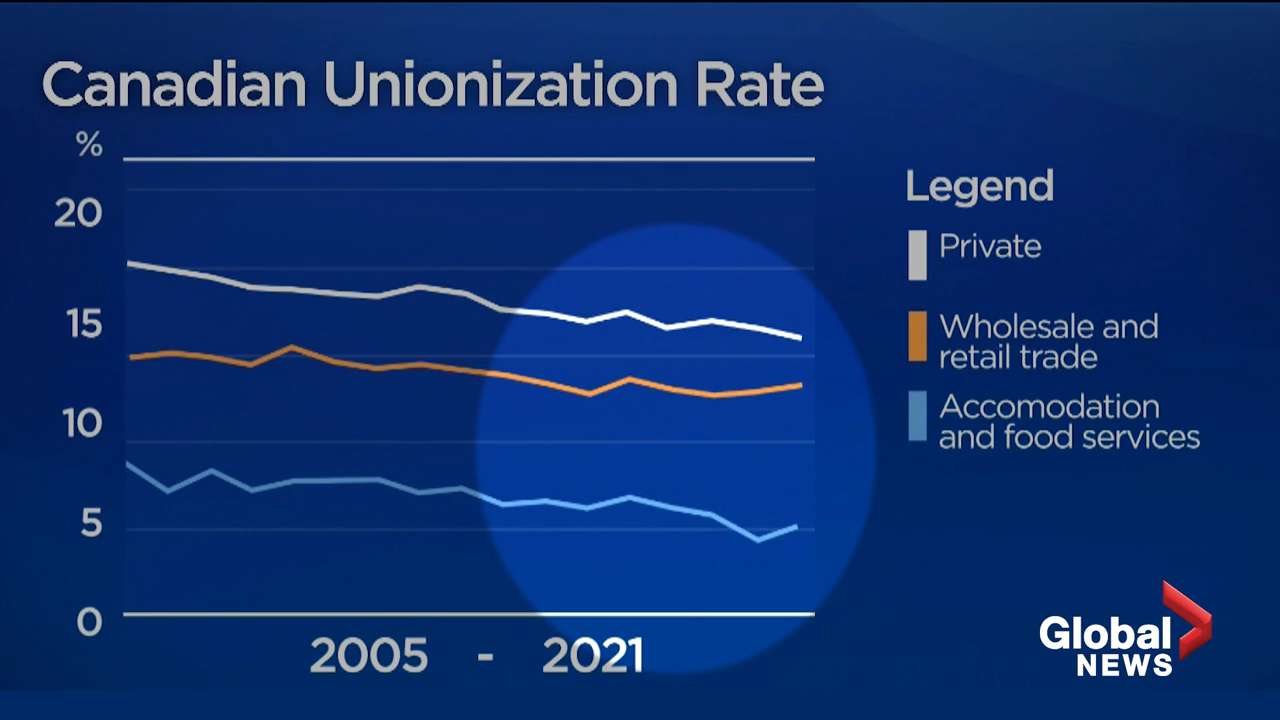 Canadian Unionization Rate
%
20
15
10
5
0
2005 - 2021
Legend
Private
Wholesale and
retail trade
Accomodation
and food services
Global
NEWS